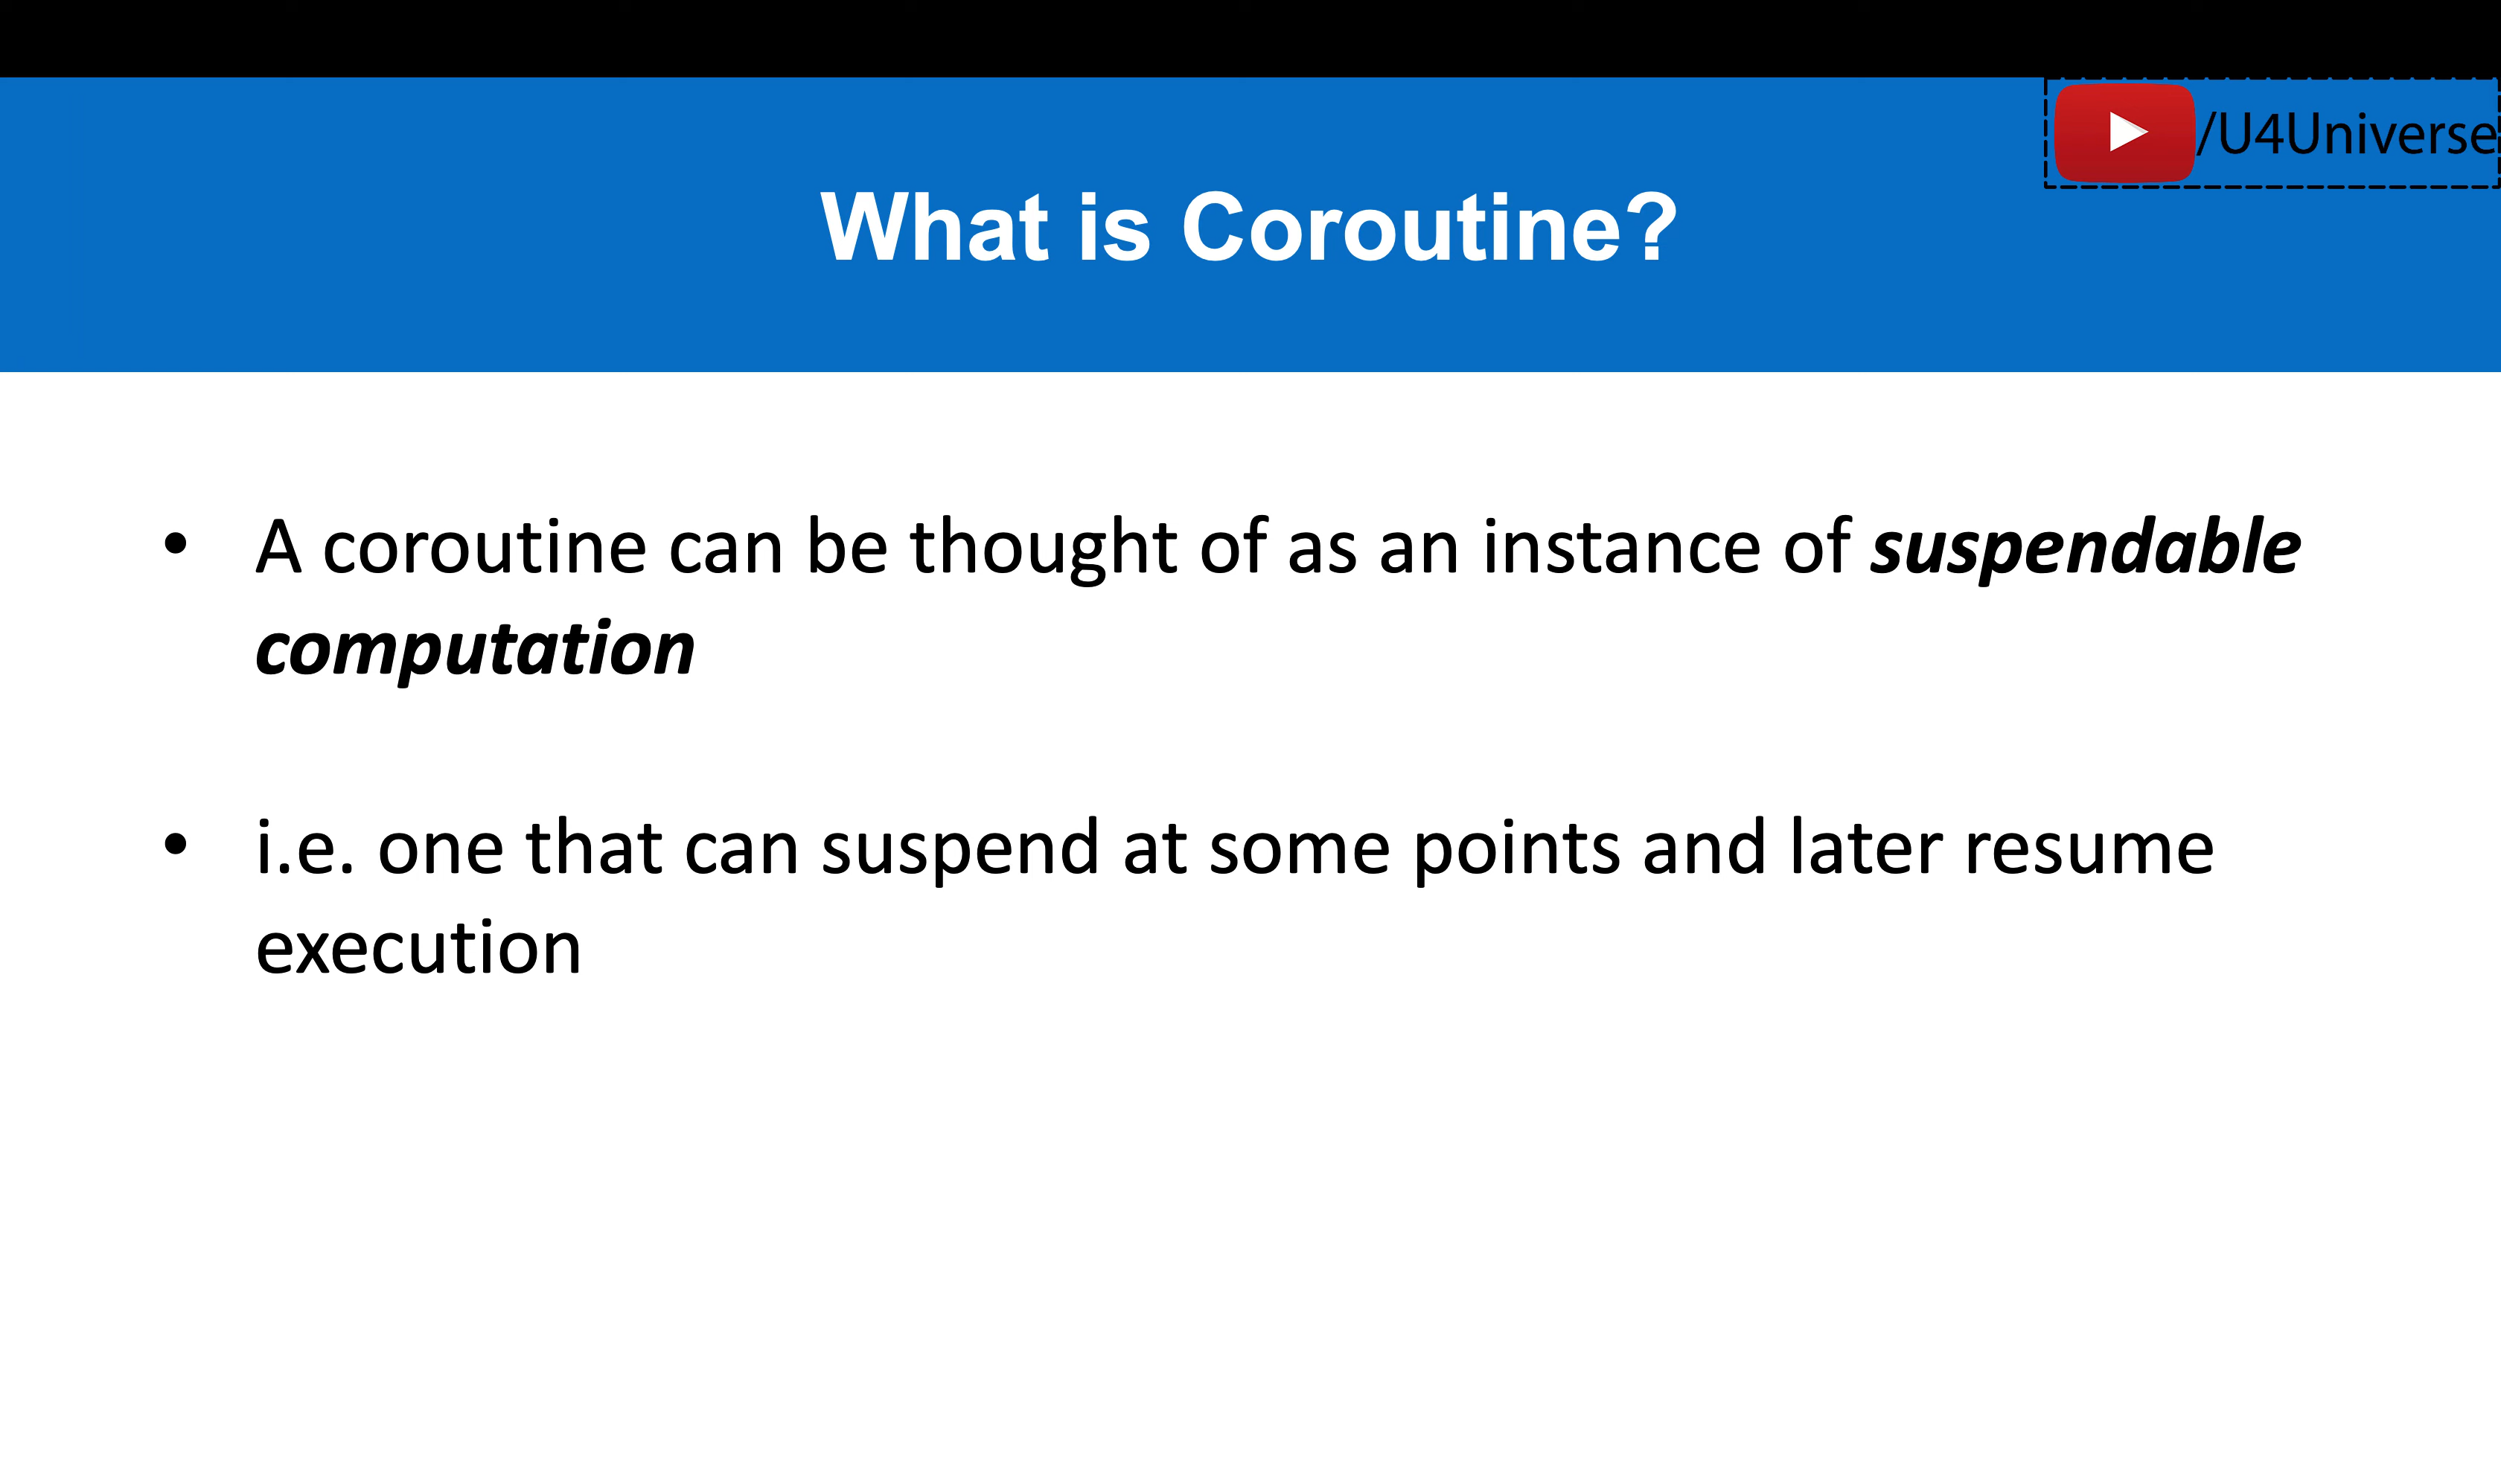 /U4Universe
What is Coroutine?
• A coroutine can be thought of as an instance of suspendable
computation
• i.e. one that can suspend at some points and later resume
execution